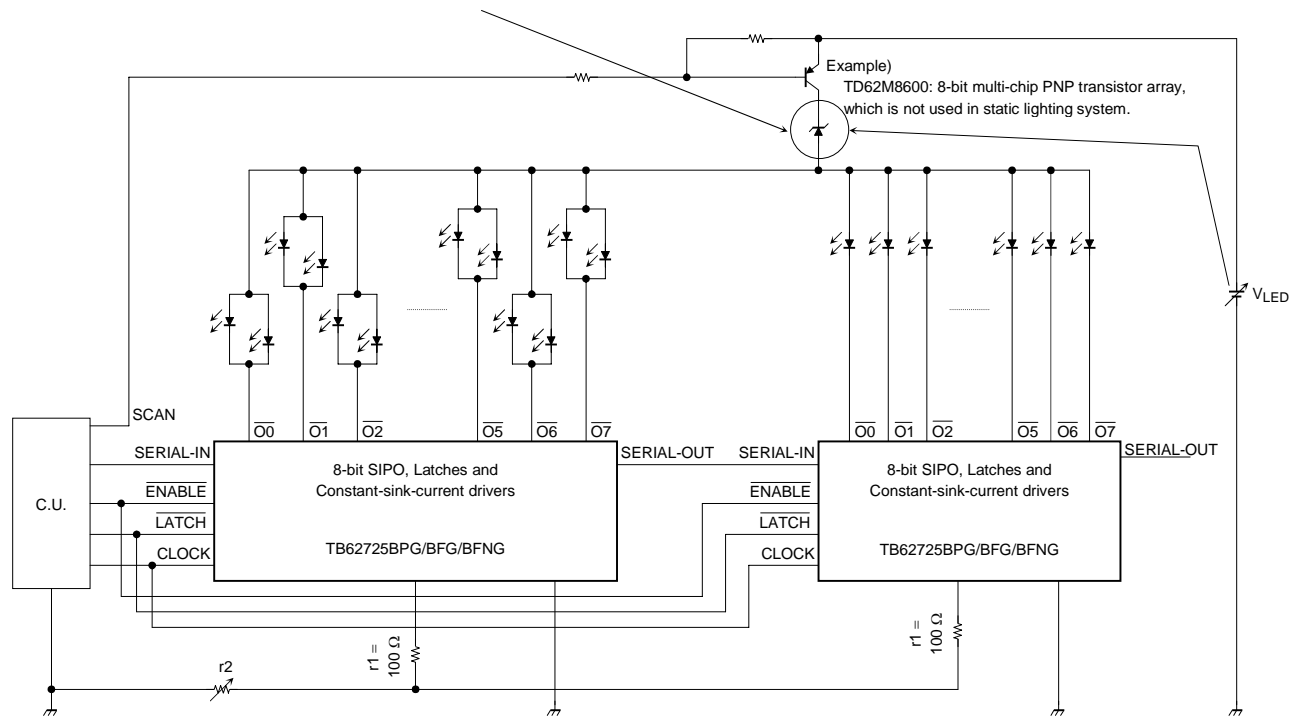 Example)
TD62M8600: 8-bit multi-chip PNP transistor array,
which is not used in static lighting system.
VLED
SCAN
O0 O1 O2 O5 O6 O7
O0 O1 O2 O5 O6 O7
C.U.
SERIAL-IN
ENABLE
LATCH
CLOCK
8-bit SIPO, Latches and
Constant-sink-current drivers
TB62725BPG/BFG/BFNG
SERIAL-OUT
SERIAL-IN
ENABLE
LATCH
CLOCK
8-bit SIPO, Latches and
Constant-sink-current drivers
TB62725BPG/BFG/BFNG
SERIAL-OUT
r1 =
100 Ω
r1 =
100 Ω
r2